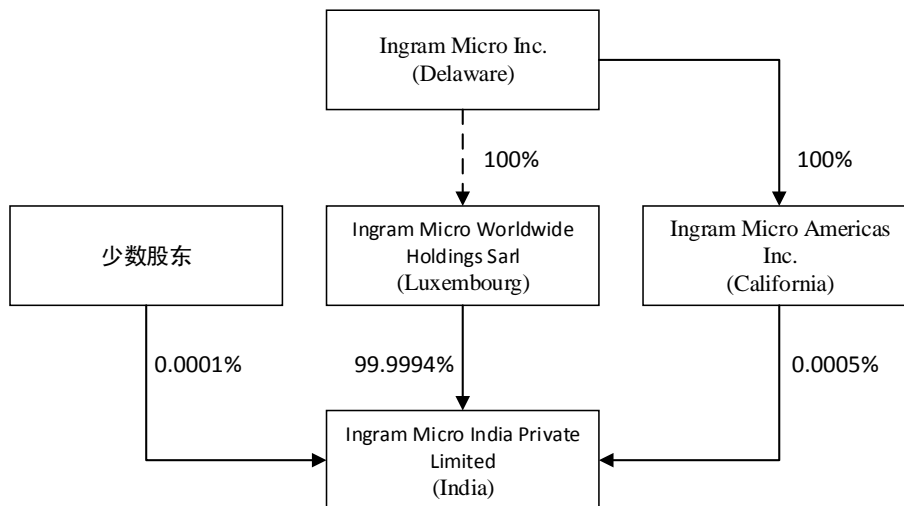 Ingram Micro Inc.
(Delaware)
100%
100%
少数股东
Ingram Micro Worldwide
Holdings Sarl
(Luxembourg)
Ingram Micro Americas
Inc.
(California)
0.0001%
99.9994%
0.0005%
Ingram Micro India Private
Limited
(India)